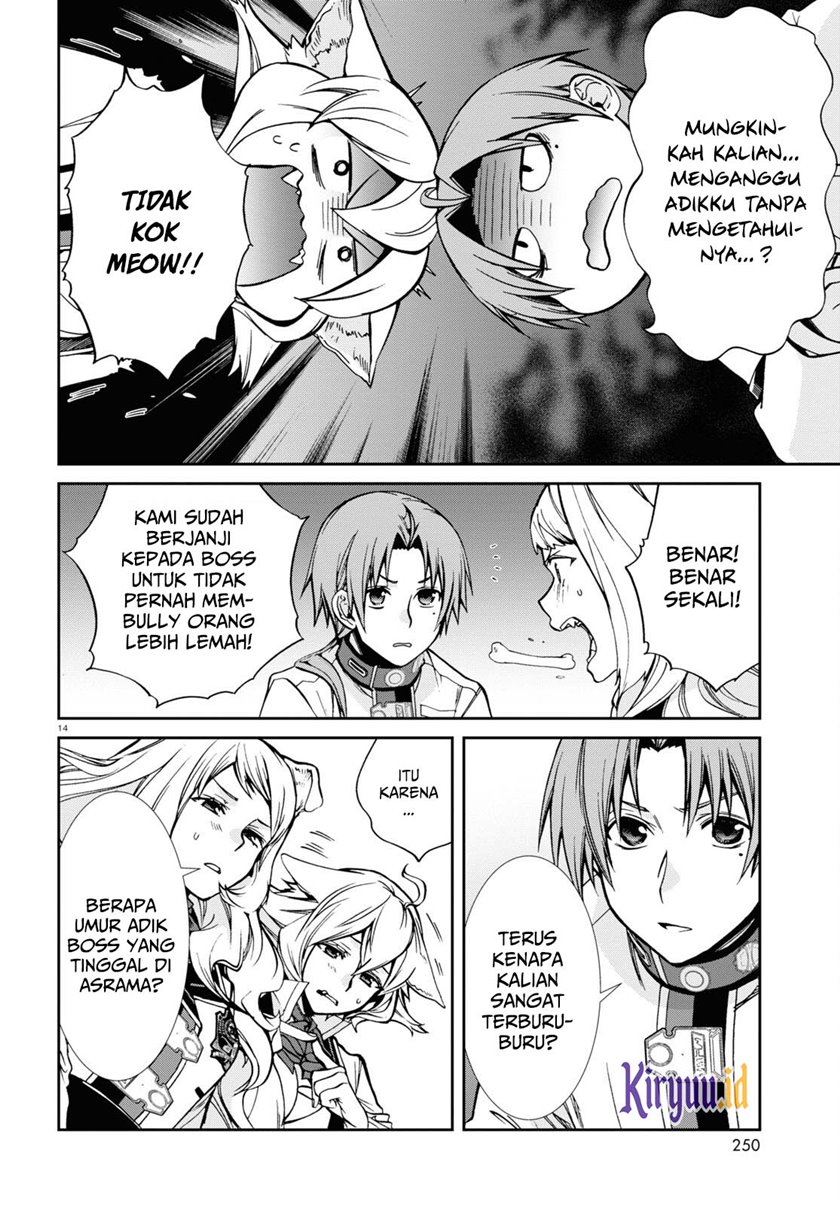 MUNGKIN-
KAH KALIAN...
MENGANGGU
ADIKKU TANPA
MENGETAHUI-
NYA...?
TIDAK
KOK
MEOW!!
BENAR!
BENAR
SEKALI!
KAMI SUDAH
BERJANJI
KEPADA BOSS
UNTUK TIDAK
PERNAH MEM-
BULLY ORANG
LEBIH LEMAH!
14
TERUS
KENAPA
KALIAN
SANGAT
TERBURU-
BURU?
ITU
KARENA
...
BERAPA
UMUR ADIK
BOSS YANG
TINGGAL DI
ASRAMA?
Kiryuu.id
250